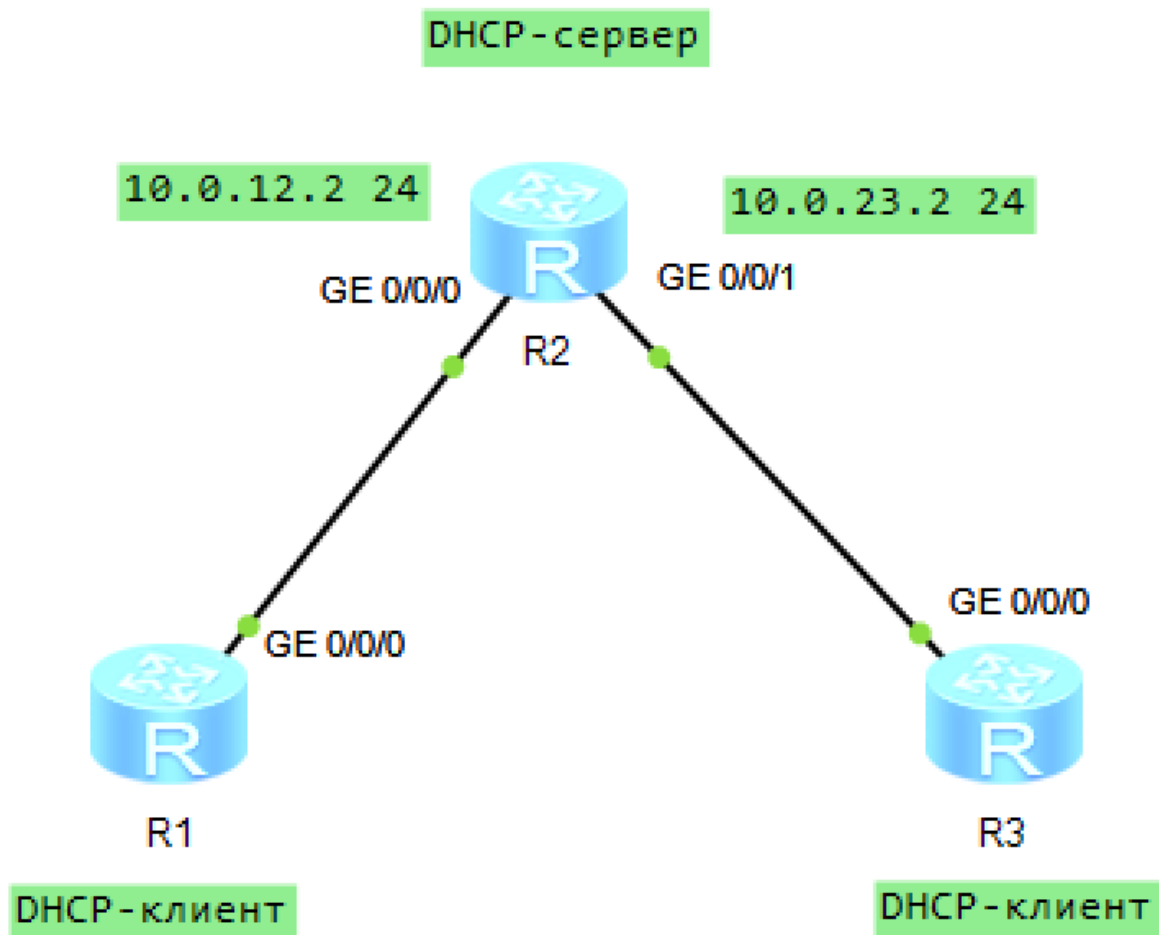 DHCP-сервер
10.0.12.2 24
10.0.23.2 24
GE 0/0/0
GE 0/0/1
R
R2
GE 0/0/0
GE 0/0/0
R
R
R1
R3
DHCP-клиент
DHCP-клиент